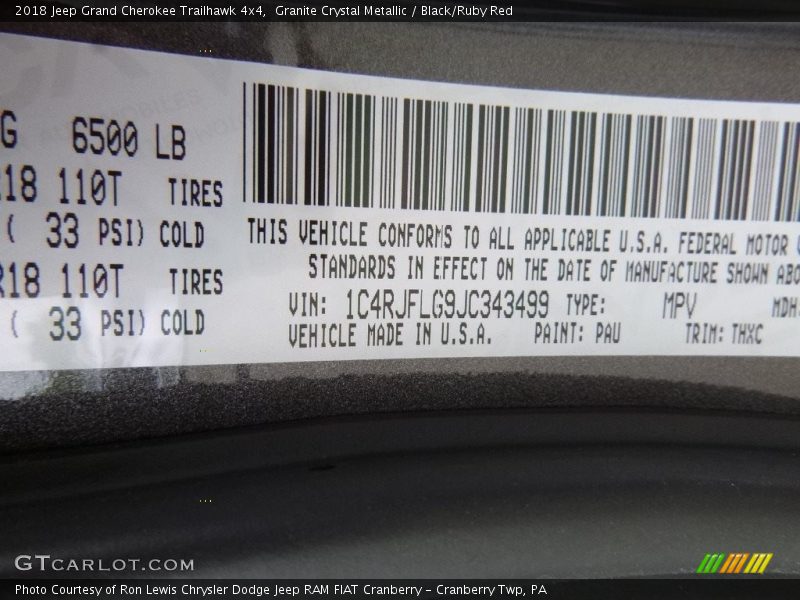 2018 Jeep Grand Cherokee Trailhawk 4x4, Granite Crystal Metallic / Black/Ruby Red
G 6500 LB
R18 110T TIRES
( 33 PSI) COLD
R18 110T TIRES
( 33 PSI) COLD
THIS VEHICLE CONFORMS TO ALL APPLICABLE U.S.A. FEDERAL MOTOR
STANDARDS IN EFFECT ON THE DATE OF MANUFACTURE SHOWN ABO
VIN: 1C4RJFLG9JC343499 TYPE: MPV MDH:
VEHICLE MADE IN U.S.A. PAINT: PAU TRIM: THXC
GTCARLOT.COM
Photo Courtesy of Ron Lewis Chrysler Dodge Jeep RAM FIAT Cranberry – Cranberry Twp, PA